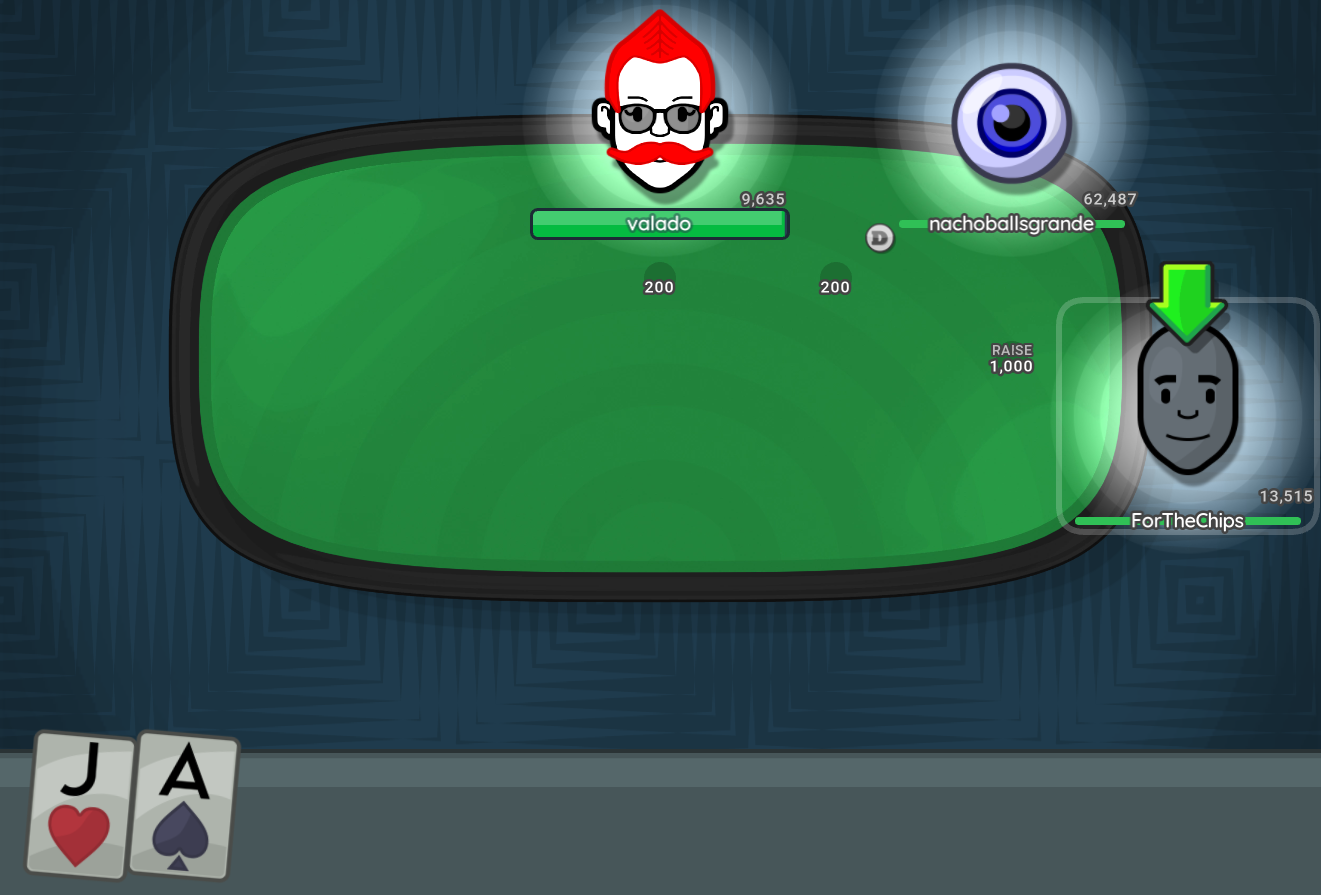 9,635
62,487
valado
nachoballsgrande
D
200
200
RAISE
1,000
13,515
ForTheChips
J
A